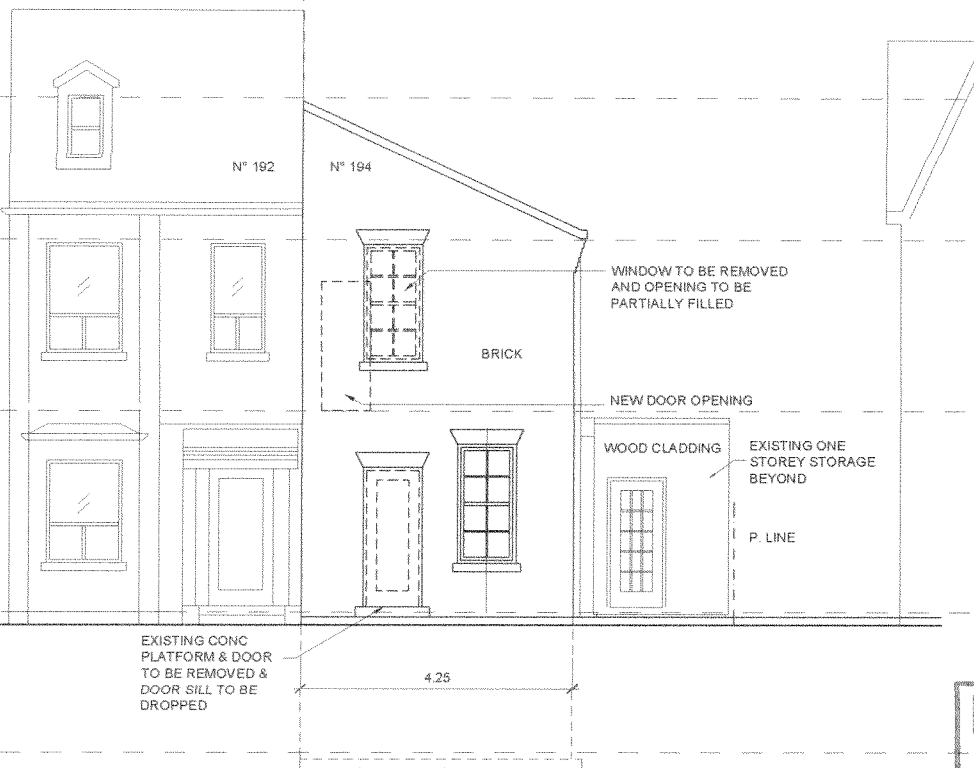 N° 192
N° 194
WINDOW TO BE REMOVED
AND OPENING TO BE
PARTIALLY FILLED
BRICK
NEW DOOR OPENING
WOOD CLADDING
EXISTING ONE
STOREY STORAGE
BEYOND
P. LINE
EXISTING CONC
PLATFORM & DOOR
TO BE REMOVED &
DOOR SILL TO BE
DROPPED
4.25